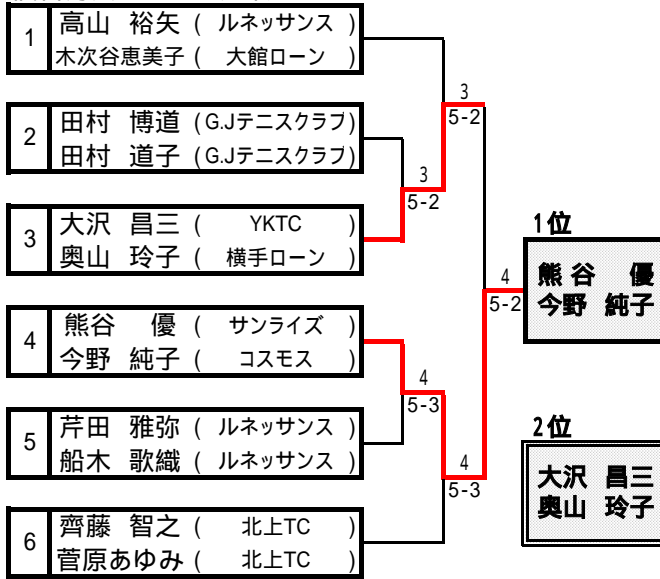 1
高山 裕矢 ( ルネッサンス )
木次谷恵美子 ( 大館ローン )
2
田村 博道 (G.Jテニスクラブ)
田村 道子 (G.Jテニスクラブ)
3
大沢 昌三 ( YKTC )
奥山 玲子 ( 横手ローン )
4
熊谷 優 ( サンライズ )
今野 純子 ( コスモス )
5
芹田 雅弥 ( ルネッサンス )
船木 歌織 ( ルネッサンス )
6
齊藤 智之 ( 北上TC )
菅原あゆみ ( 北上TC )
3
5-2
3
5-2
4
5-3
4
5-3
4
5-2
1位
熊谷 優
今野 純子
2位
大沢 昌三
奥山 玲子